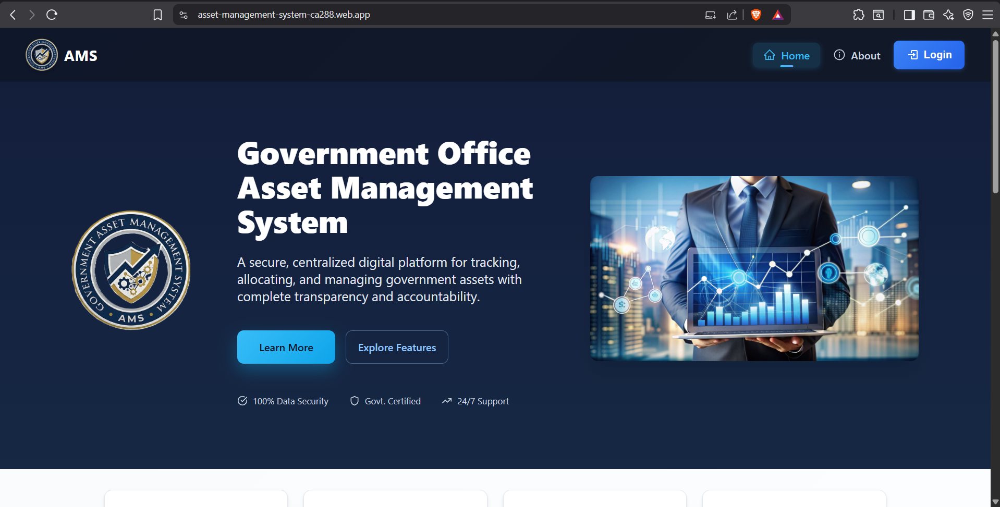 asset-management-system-ca288.web.app
AMS
Home
About
Login
Government Office
Asset Management
System
A secure, centralized digital platform for tracking,
allocating, and managing government assets with
complete transparency and accountability.
GOVERNMENT ASSET MANAGEMENT SYSTEM
AMS
Learn More
Explore Features
100% Data Security
Govt. Certified
24/7 Support